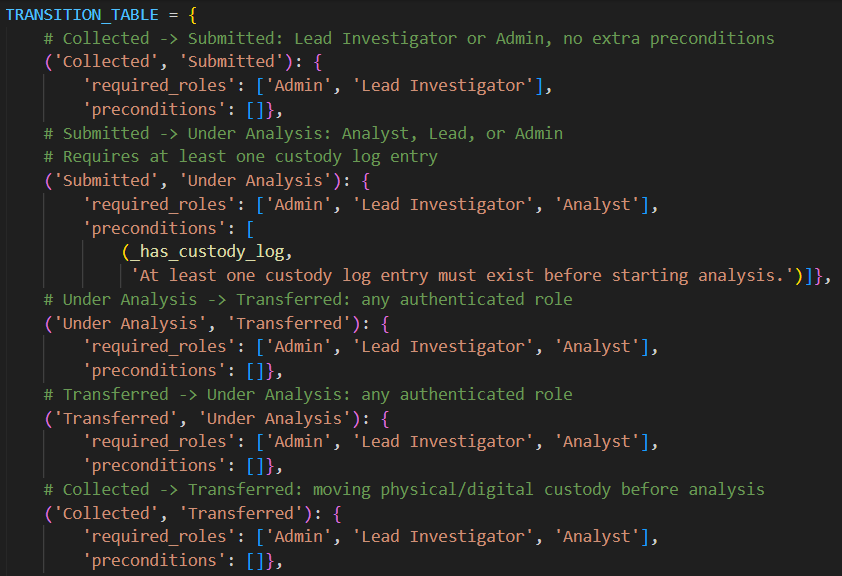 TRANSITION_TABLE = {
    # Collected -> Submitted: Lead Investigator or Admin, no extra preconditions
    ('Collected', 'Submitted'): {
        'required_roles': ['Admin', 'Lead Investigator'],
        'preconditions': []},
    # Submitted -> Under Analysis: Analyst, Lead, or Admin
    # Requires at least one custody log entry
    ('Submitted', 'Under Analysis'): {
        'required_roles': ['Admin', 'Lead Investigator', 'Analyst'],
        'preconditions': [
            (_has_custody_log,
             'At least one custody log entry must exist before starting analysis.')]},
    # Under Analysis -> Transferred: any authenticated role
    ('Under Analysis', 'Transferred'): {
        'required_roles': ['Admin', 'Lead Investigator', 'Analyst'],
        'preconditions': []},
    # Transferred -> Under Analysis: any authenticated role
    ('Transferred', 'Under Analysis'): {
        'required_roles': ['Admin', 'Lead Investigator', 'Analyst'],
        'preconditions': []},
    # Collected -> Transferred: moving physical/digital custody before analysis
    ('Collected', 'Transferred'): {
        'required_roles': ['Admin', 'Lead Investigator', 'Analyst'],
        'preconditions': []},